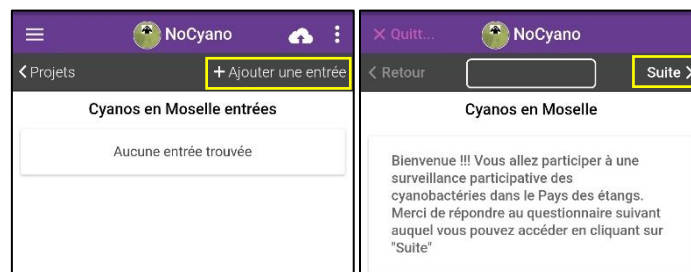 NoCyano
Projets
+ Ajouter une entrée
Cyanos en Moselle entrées
Aucune entrée trouvée
Quitt... NoCyano
Retour
Suite
Cyanos en Moselle
Bienvenue !!! Vous allez participer à une
surveillance participative des
cyanobactéries dans le Pays des étangs.
Merci de répondre au questionnaire suivant
auquel vous pouvez accéder en cliquant sur
"Suite"